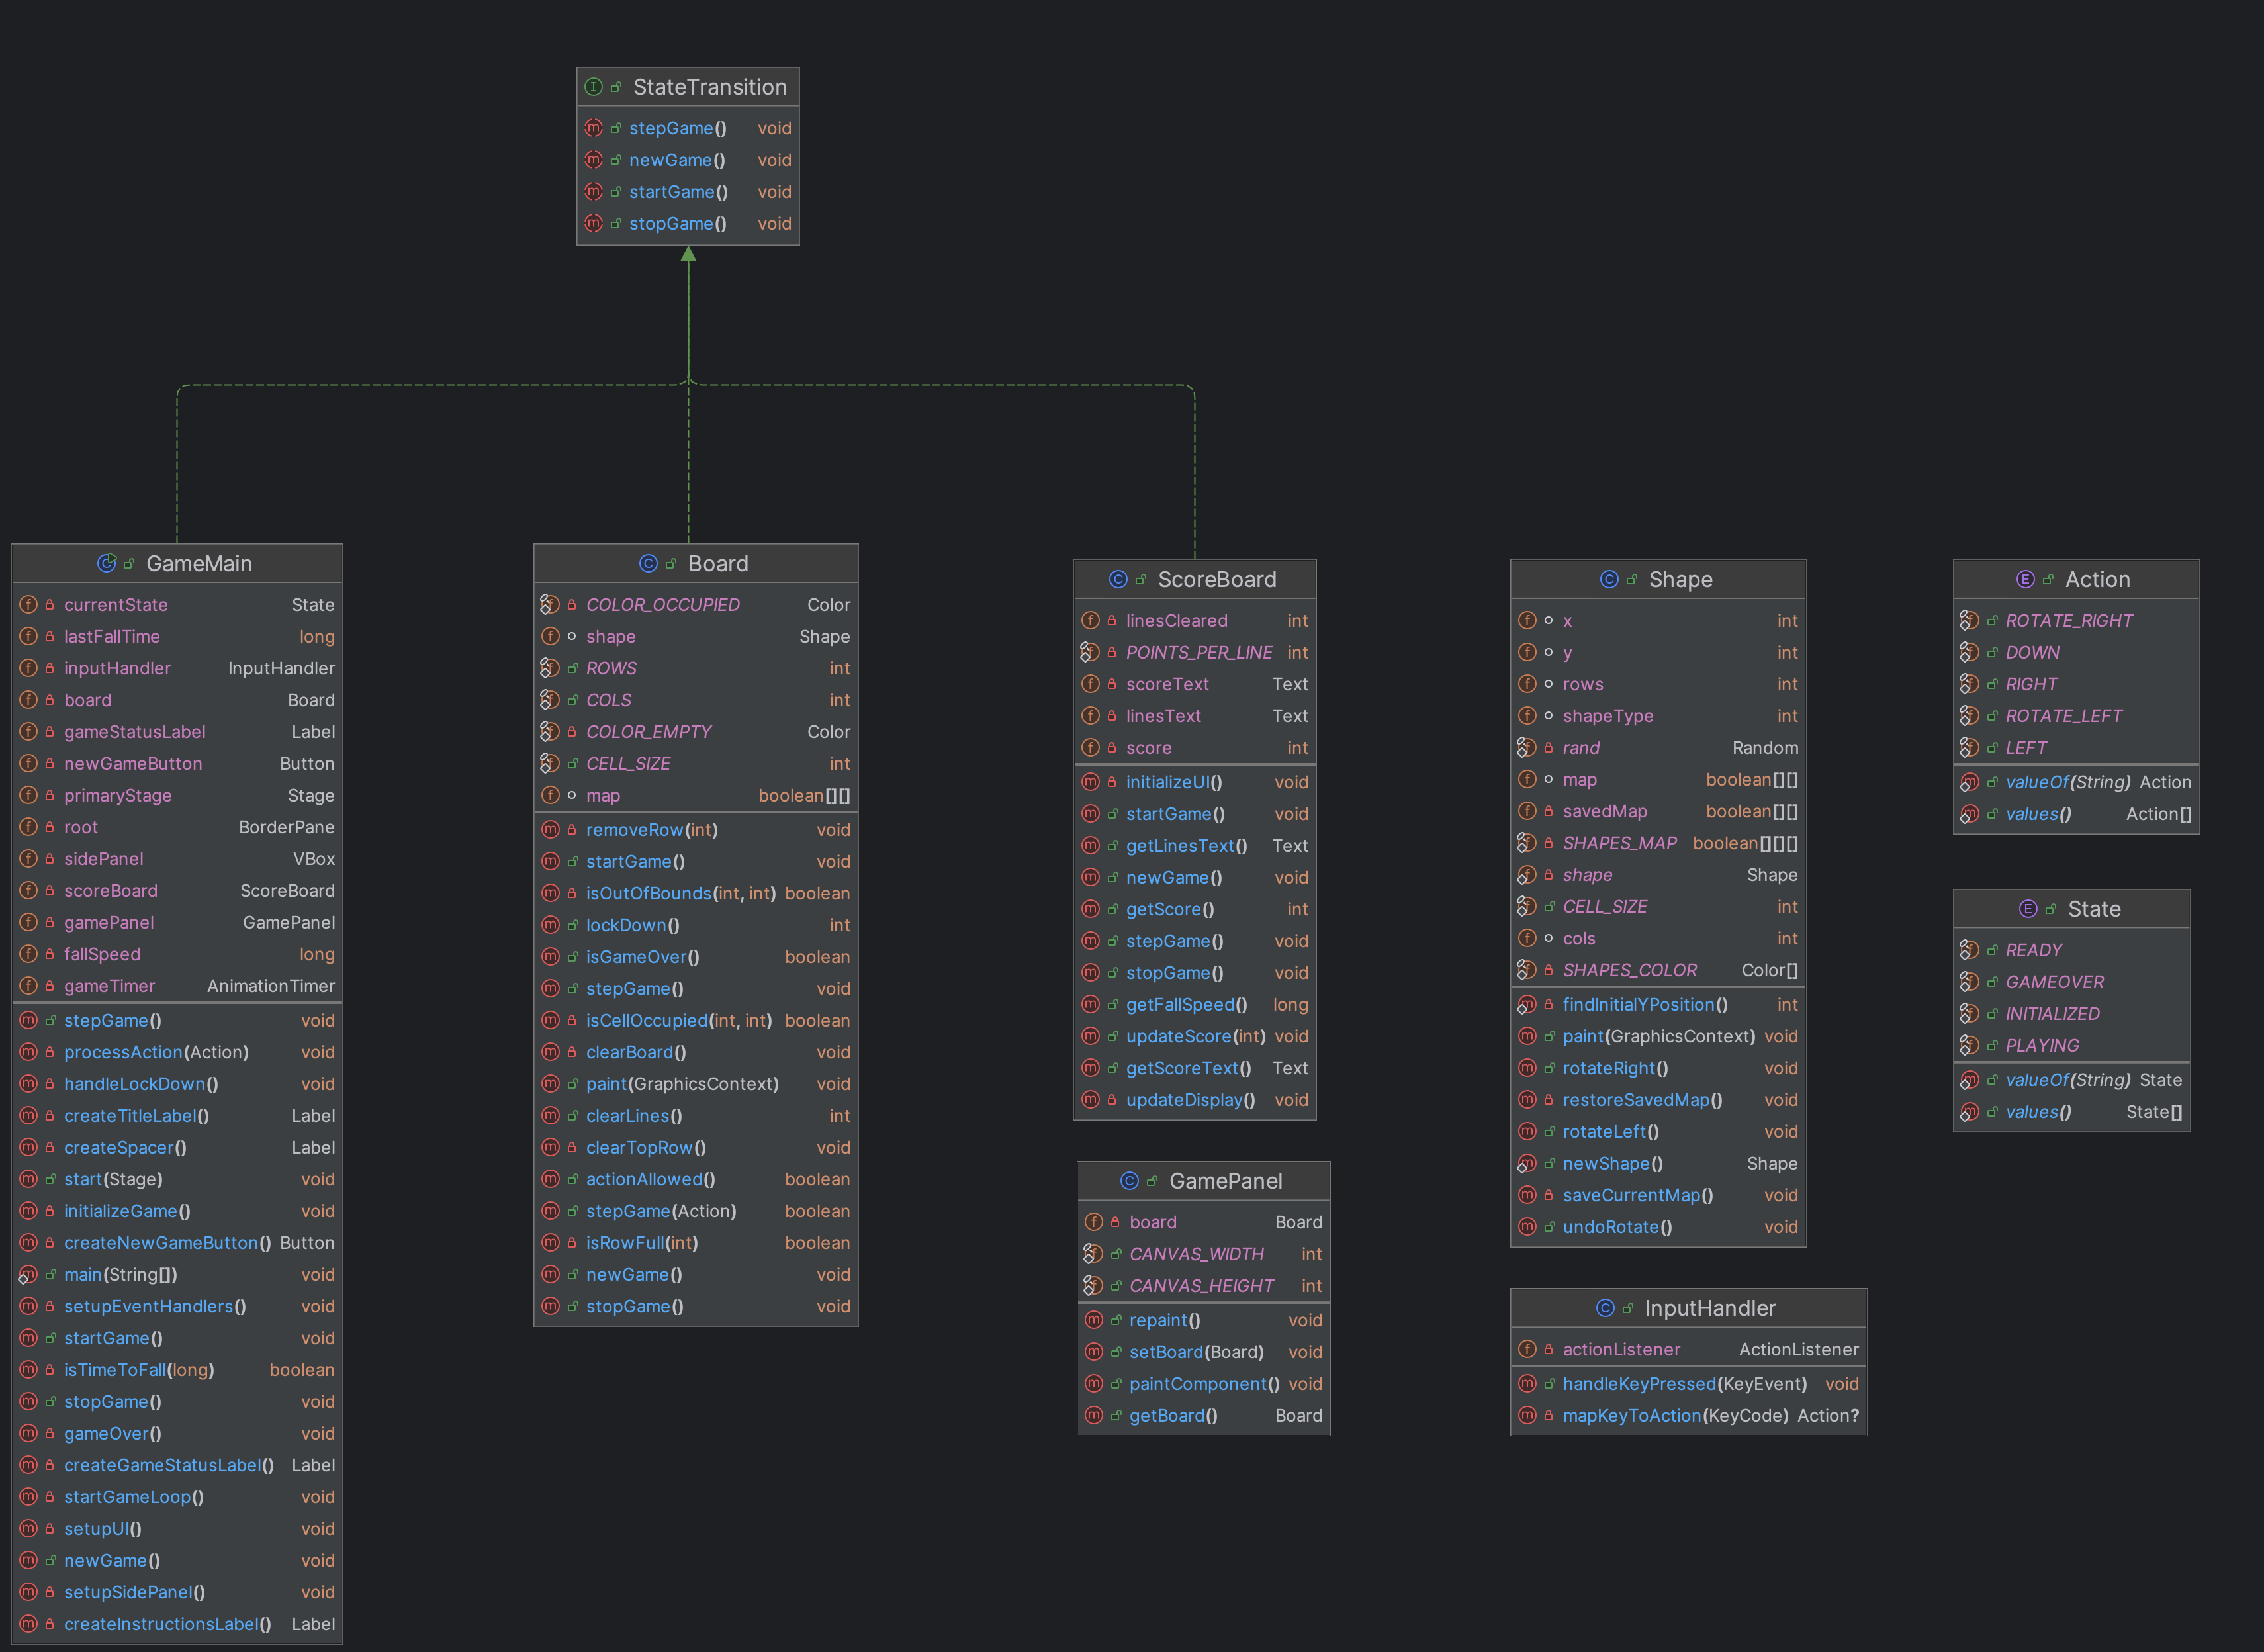 StateTransition
stepGame() void
newGame() void
startGame() void
stopGame() void
GameMain
currentState State
lastFallTime long
inputHandler InputHandler
board Board
gameStatusLabel Label
newGameButton Button
primaryStage Stage
root BorderPane
sidePanel VBox
scoreBoard ScoreBoard
gamePanel GamePanel
fallSpeed long
gameTimer AnimationTimer
stepGame() void
processAction(Action) void
handleLockDown() void
createTitleLabel() Label
createSpacer() Label
start(Stage) void
initializeGame() void
createNewGameButton() Button
main(String[]) void
setupEventHandlers() void
startGame() void
isTimeToFall(long) boolean
stopGame() void
gameOver() void
createGameStatusLabel() Label
startGameLoop() void
setupUI() void
newGame() void
setupSidePanel() void
createInstructionsLabel() Label
Board
COLOR_OCCUPIED Color
shape Shape
ROWS int
COLS int
COLOR_EMPTY Color
CELL_SIZE int
map boolean[][]
removeRow(int) void
startGame() void
isOutOfBounds(int, int) boolean
lockDown() int
isGameOver() boolean
stepGame() void
isCellOccupied(int, int) boolean
clearBoard() void
paint(GraphicsContext) void
clearLines() int
clearTopRow() void
actionAllowed() boolean
stepGame(Action) boolean
isRowFull(int) boolean
newGame() void
stopGame() void
ScoreBoard
linesCleared int
POINTS_PER_LINE int
scoreText Text
linesText Text
score int
initializeUI() void
startGame() void
getLinesText() Text
newGame() void
getScore() int
stepGame() void
stopGame() void
getFallSpeed() long
updateScore(int) void
getScoreText() Text
updateDisplay() void
GamePanel
board Board
CANVAS_WIDTH int
CANVAS_HEIGHT int
repaint() void
setBoard(Board) void
paintComponent() void
getBoard() Board
Shape
x int
y int
rows int
shapeType int
rand Random
map boolean[][]
savedMap boolean[][]
SHAPES_MAP boolean[][][]
shape Shape
CELL_SIZE int
cols int
SHAPES_COLOR Color[]
findInitialYPosition() int
paint(GraphicsContext) void
rotateRight() void
restoreSavedMap() void
rotateLeft() void
newShape() Shape
saveCurrentMap() void
undoRotate() void
InputHandler
actionListener ActionListener
handleKeyPressed(KeyEvent) void
mapKeyToAction(KeyCode) Action?
Action
ROTATE_RIGHT
DOWN
RIGHT
ROTATE_LEFT
LEFT
valueOf(String) Action
values() Action[]
State
READY
GAMEOVER
INITIALIZED
PLAYING
valueOf(String) State
values() State[]